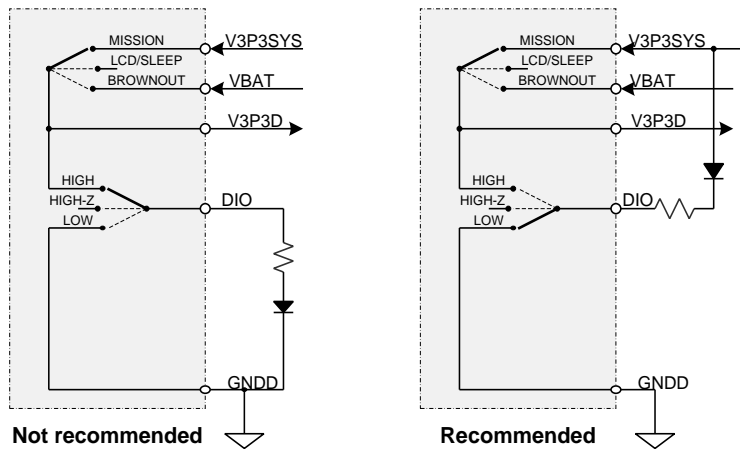 MISSION
V3P3SYS
LCD/SLEEP
BROWNOUT
VBAT
V3P3D
HIGH
HIGH-Z
DIO
LOW
GNDD
Not recommended
MISSION
V3P3SYS
LCD/SLEEP
BROWNOUT
VBAT
V3P3D
HIGH
HIGH-Z
DIO
LOW
GNDD
Recommended